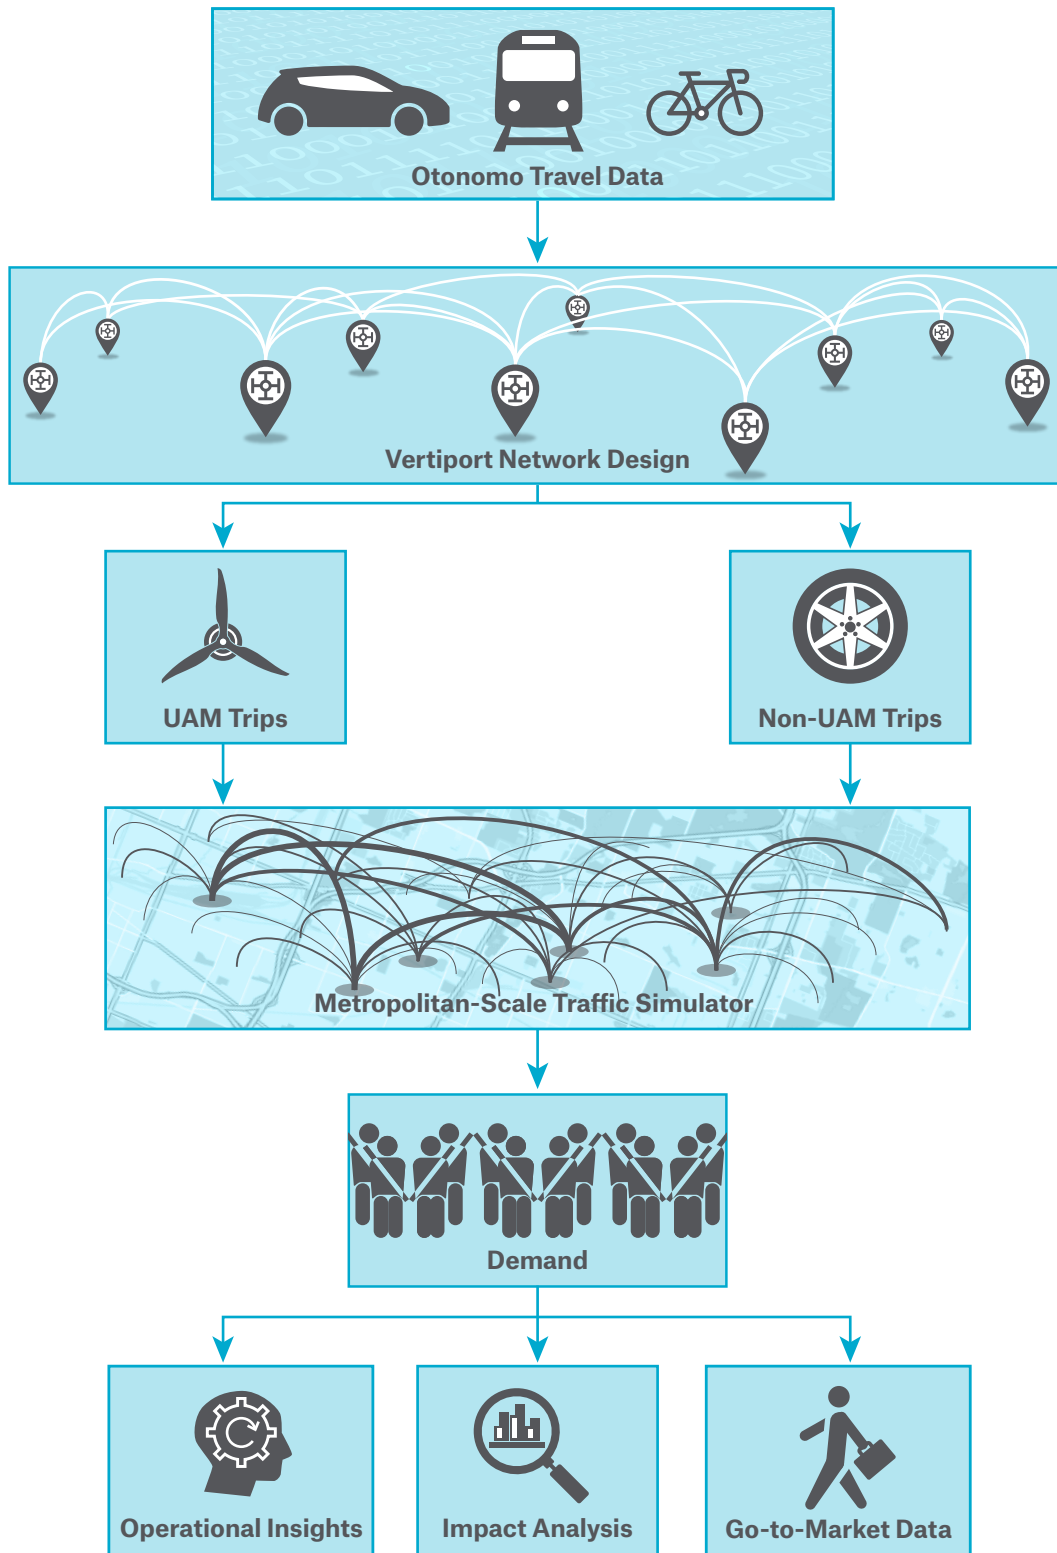 Otonomo Travel Data
Vertiport Network Design
UAM Trips
Non-UAM Trips
Metropolitan-Scale Traffic Simulator
Demand
Operational Insights
Impact Analysis
Go-to-Market Data